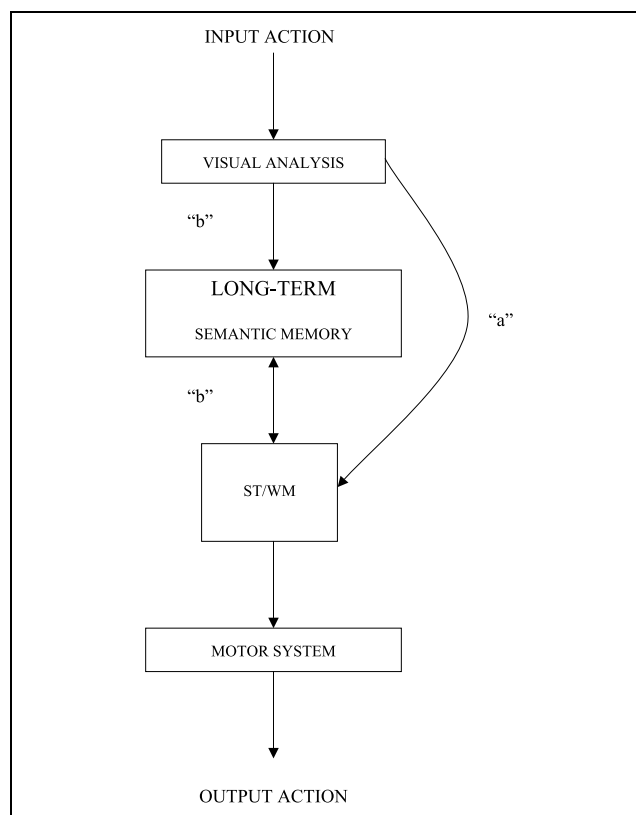 INPUT ACTION
VISUAL ANALYSIS
“b”
LONG-TERM
SEMANTIC MEMORY
“a”
“b”
ST/WM
MOTOR SYSTEM
OUTPUT ACTION